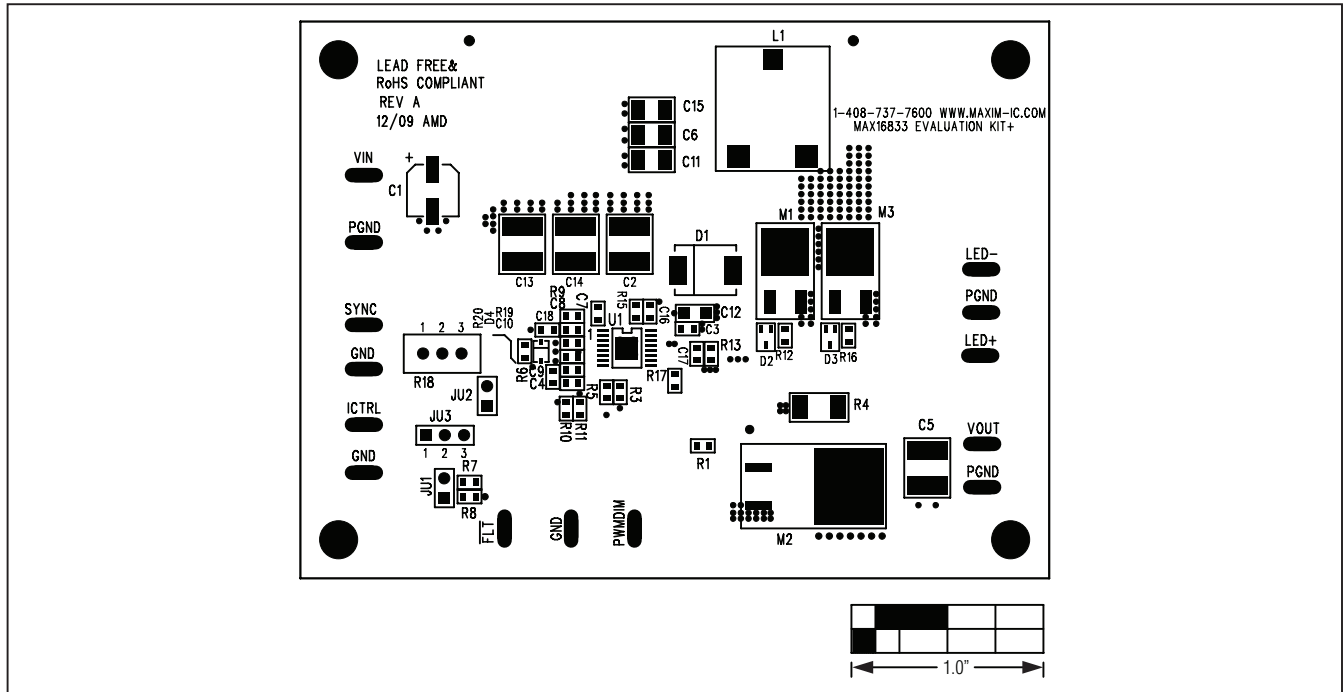 L1
LEAD FREE&
RoHS COMPLIANT
REV A
12/09 AMD
C15
C6
C11
1-408-737-7600 WWW.MAXIM-IC.COM
MAX16833 EVALUATION KIT+
VIN
+
C1
PGND
M1
M3
D1
C13
C14
C2
LED-
PGND
LED+
SYNC
GND
ICTRL
GND
R20
D4
R19
C10
R9
C8
C7
C18
1
U1
R15
C16
C12
C3
C17
R13
D2
R12
D3
R16
1 2 3
R18
R6
C9
C4
R5
R3
R17
JU2
JU3
1 2 3
R10
R11
R4
R1
C5
VOUT
PGND
JU1
R7
R8
FLT
GND
PWMDIM
M2
1.0"